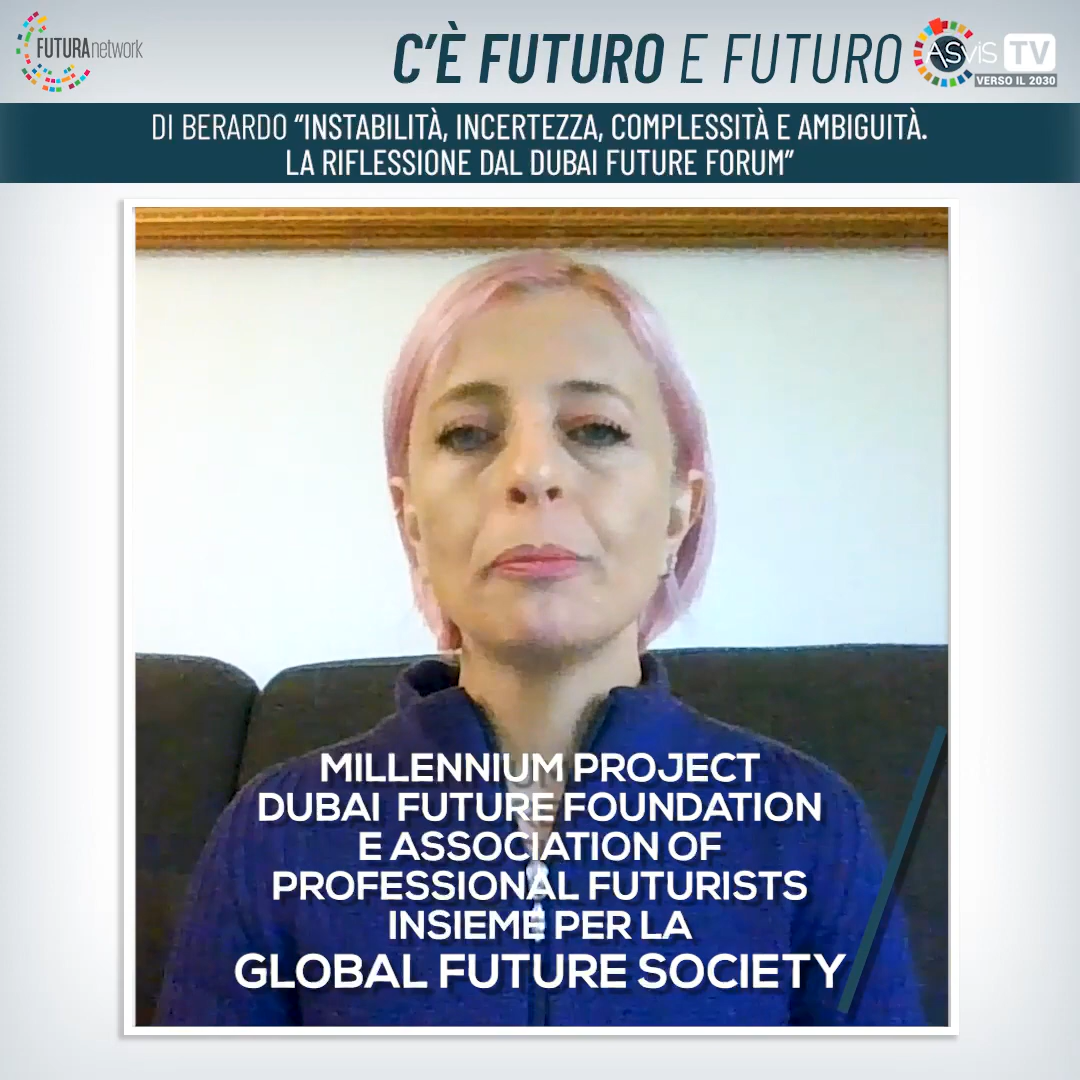 FUTURAnetwork
C'È FUTURO E FUTURO
ASviS TV
VERSO IL 2030
DI BERARDO “INSTABILITÀ, INCERTEZZA, COMPLESSITÀ E AMBIGUITÀ.
LA RIFLESSIONE DAL DUBAI FUTURE FORUM”
MILLENNIUM PROJECT
DUBAI FUTURE FOUNDATION
E ASSOCIATION OF
PROFESSIONAL FUTURISTS
INSIEME PER LA
GLOBAL FUTURE SOCIETY